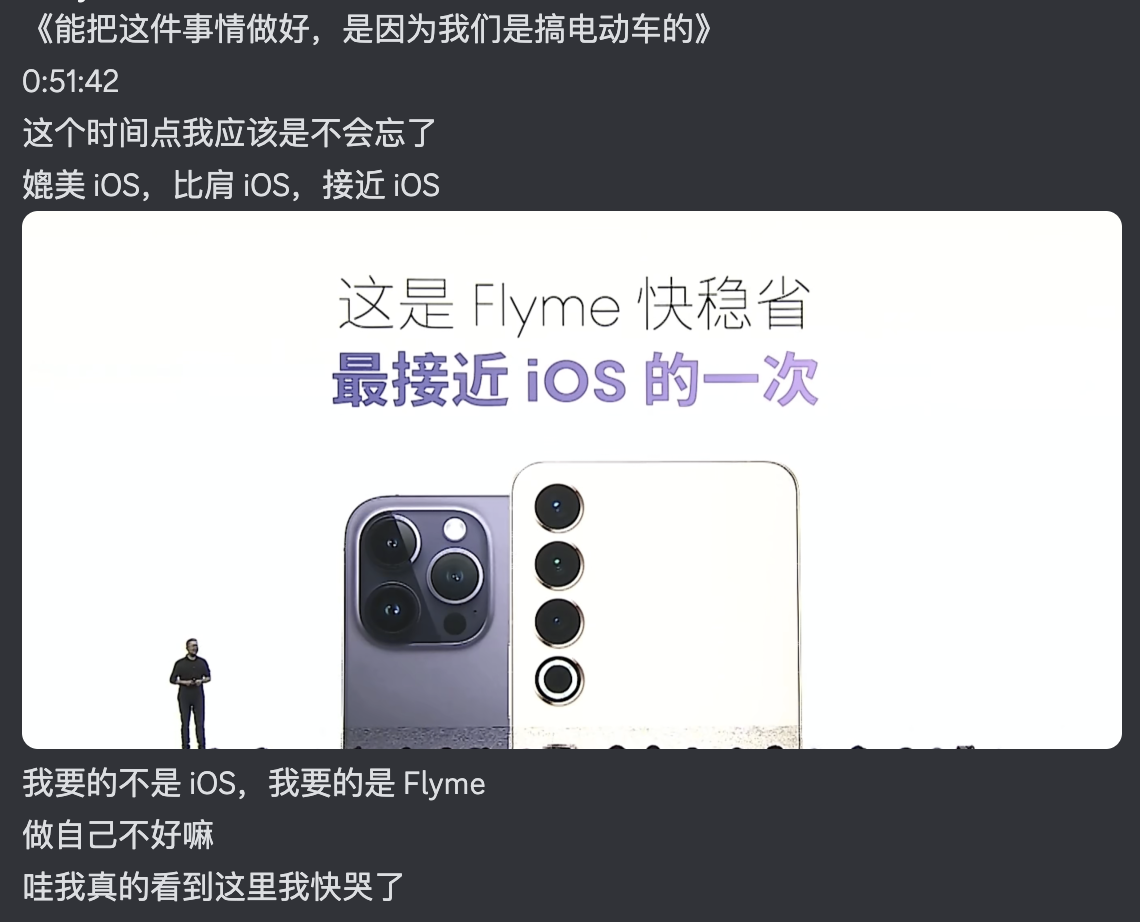 《能把这件事情做好，是因为我们是搞电动车的》
0:51:42
这个时间点我应该是不会忘了
媲美 iOS，比肩 iOS，接近 iOS
这是 Flyme 快稳省
最接近 iOS 的一次
我要的不是 iOS，我要的是 Flyme
做自己不好嘛
哇我真的看到这里我快哭了